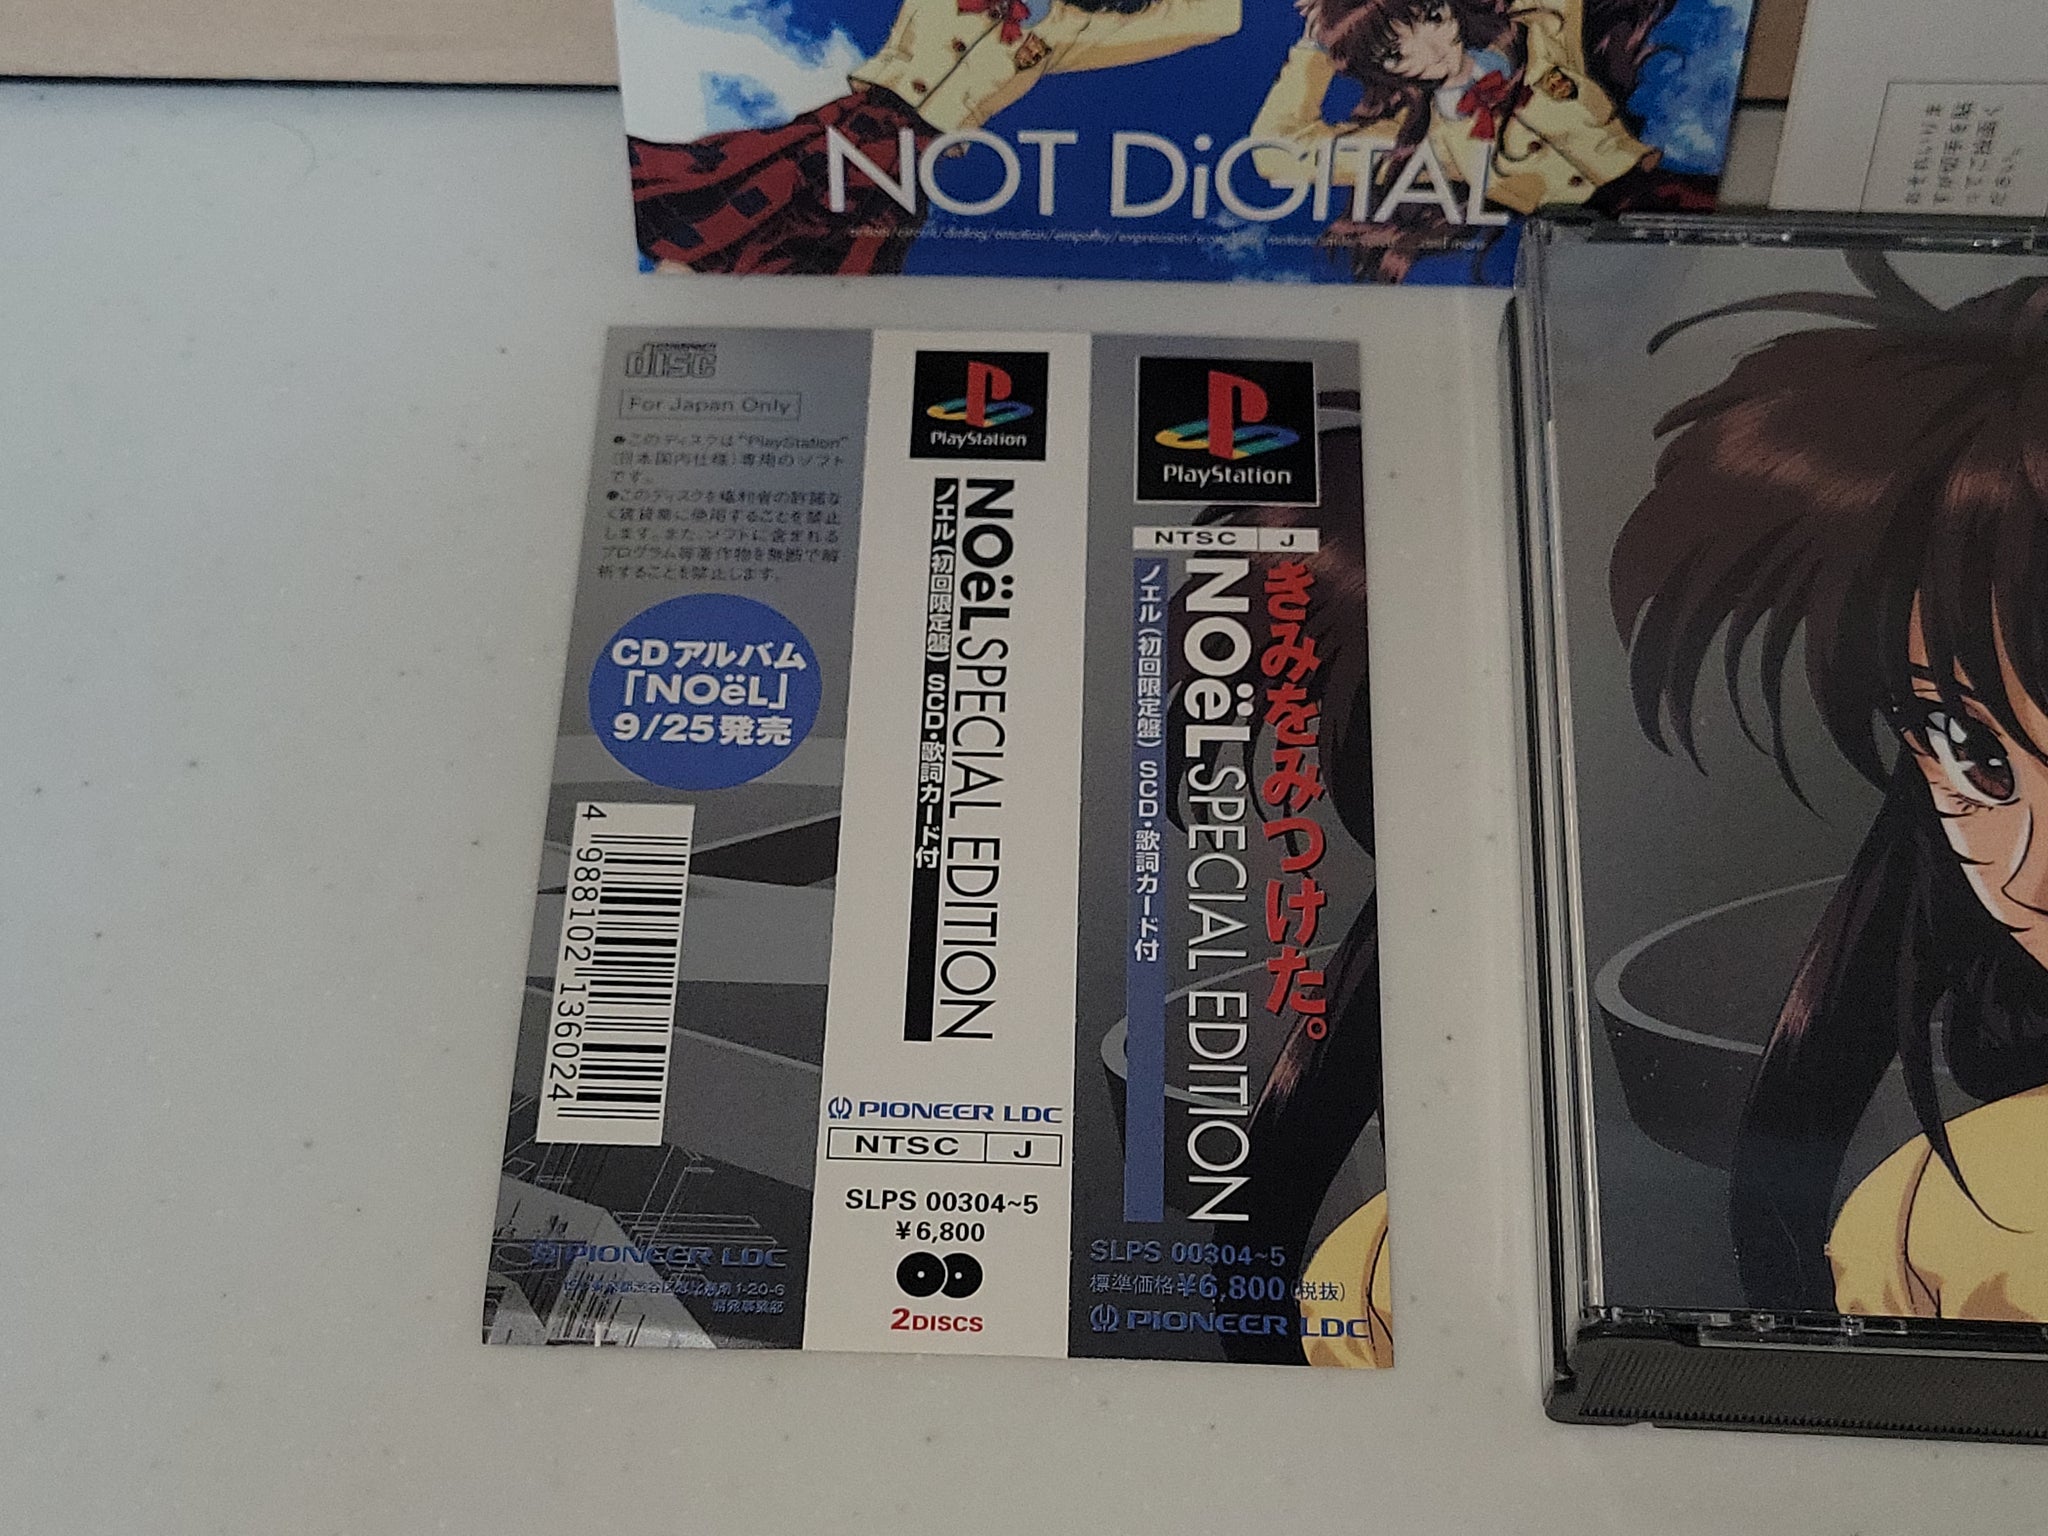 NOT DiGITAL
disc
For Japan Only
●このディスクは"PlayStation"
(日本国内仕様)専用のソフト
です。
●このディスクを権利者の許諾な
く賃貸業に使用することを禁止
します。また、ソフトに含まれる
プログラム等著作物を無断で解
析することを禁止します。
CDアルバム
「NOëL」
9/25発売
4 988102 136024
PIONEER LDC
1-20-6
PlayStation
NOëL SPECIAL EDITION
ノエル(初回限定盤) SCD・歌詞カード付
PIONEER LDC
NTSC J
SLPS 00304~5
¥6,800
2DISCS
PlayStation
NTSC J
きみをみつけた。
NOëL SPECIAL EDITION
ノエル(初回限定盤) SCD・歌詞カード付
SLPS 00304~5
標準価格¥6,800(税抜)
PIONEER LDC